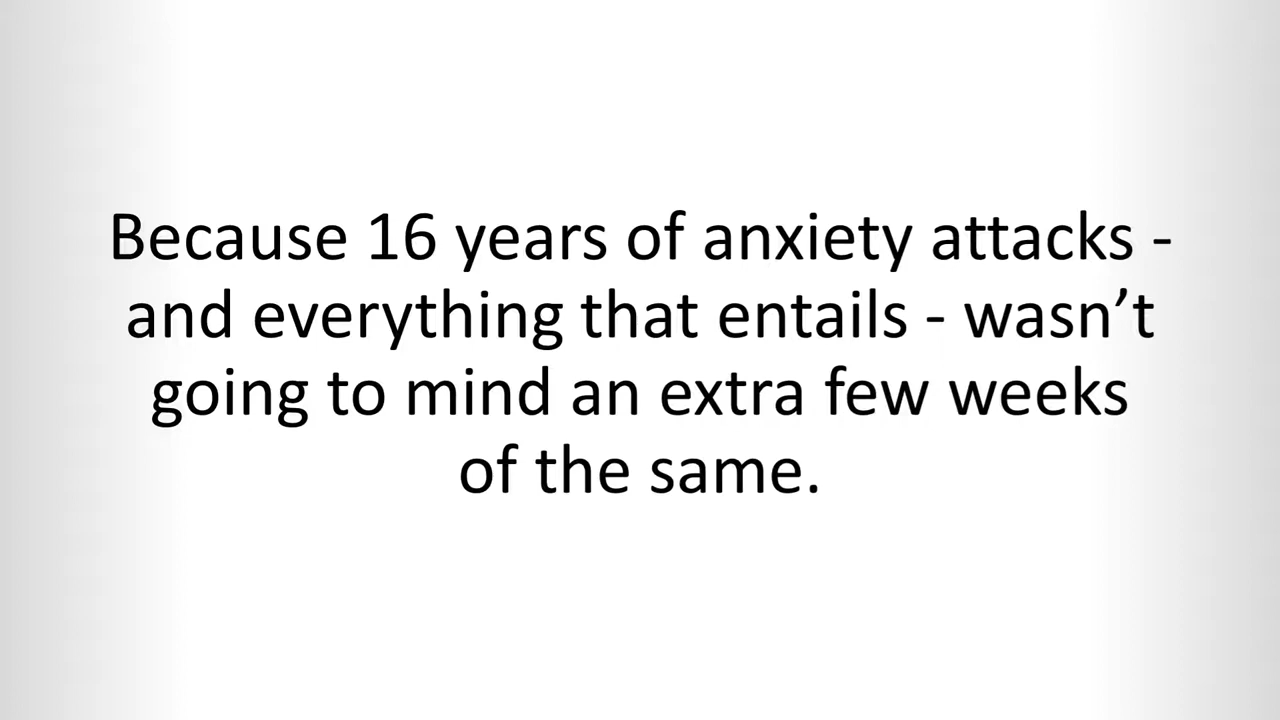 Because 16 years of anxiety attacks -
and everything that entails - wasn’t
going to mind an extra few weeks
of the same.